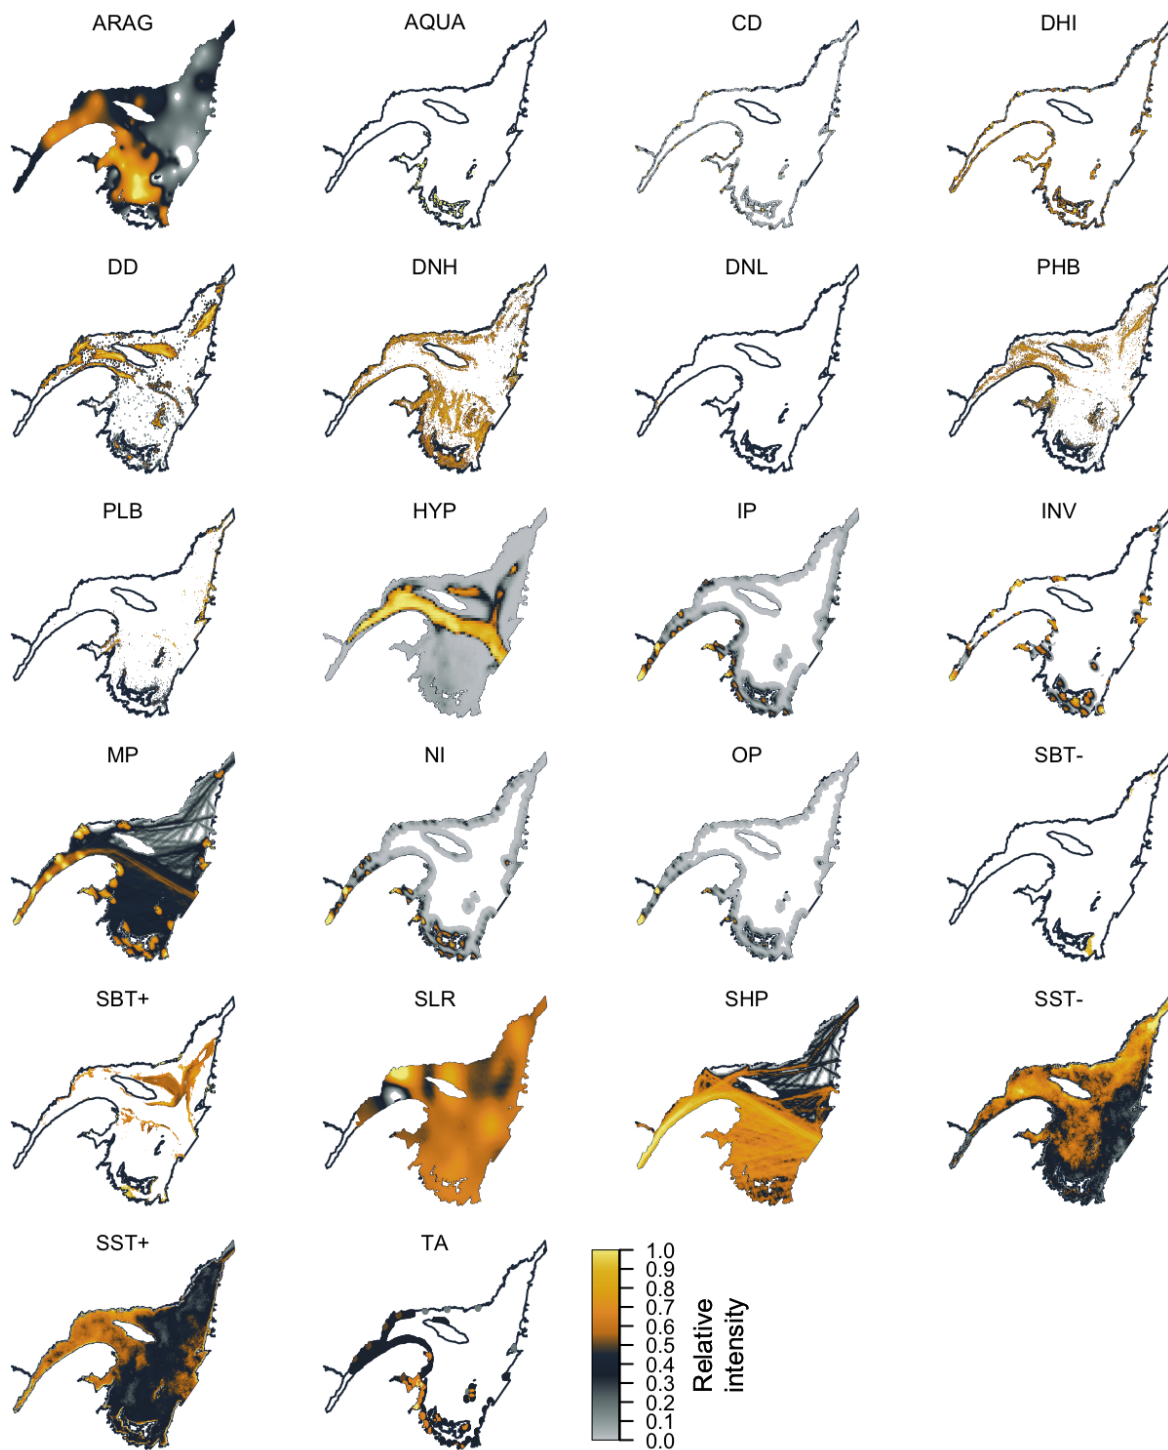 ARAG AQUA CD DHI
DD DNH DNL PHB
PLB HYP IP INV
MP NI OP SBT-
SBT+ SLR SHP SST-
SST+ TA
1.0
0.9
0.8
0.7
0.6
0.5
0.4
0.3
0.2
0.1
0.0
Relative
intensity